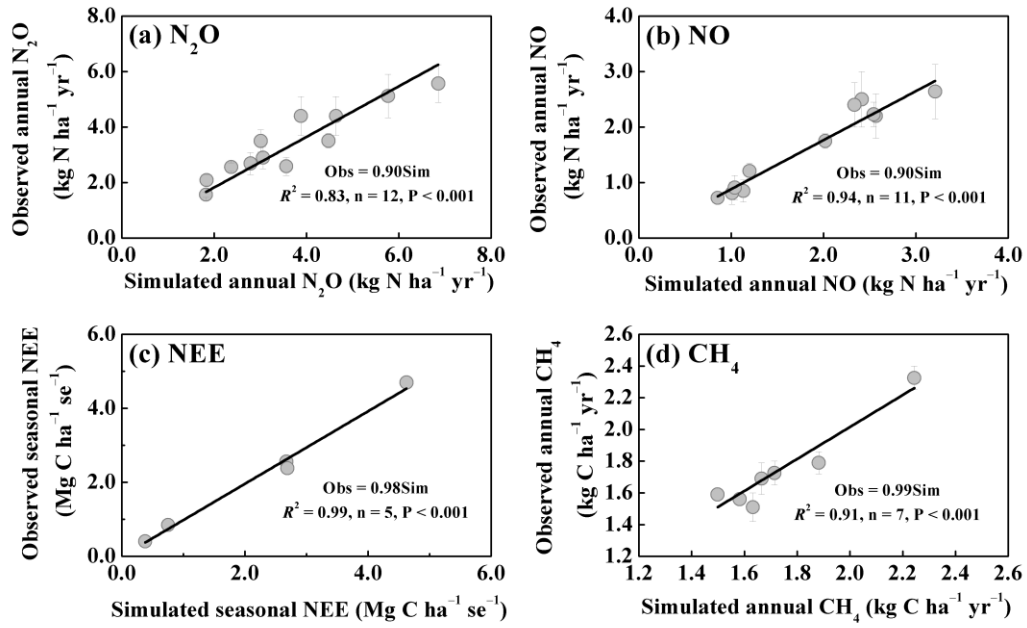 (a) N₂O
Observed annual N₂O
(kg N ha⁻¹ yr⁻¹)
8.0
6.0
4.0
2.0
0.0
Obs = 0.90Sim
R² = 0.83, n = 12, P < 0.001
0.0 2.0 4.0 6.0 8.0
Simulated annual N₂O (kg N ha⁻¹ yr⁻¹)
(b) NO
Observed annual NO
(kg N ha⁻¹ yr⁻¹)
4.0
3.0
2.0
1.0
0.0
Obs = 0.90Sim
R² = 0.94, n = 11, P < 0.001
0.0 1.0 2.0 3.0 4.0
Simulated annual NO (kg N ha⁻¹ yr⁻¹)
(c) NEE
Observed seasonal NEE
(Mg C ha⁻¹ se⁻¹)
6.0
4.0
2.0
0.0
Obs = 0.98Sim
R² = 0.99, n = 5, P < 0.001
0.0 2.0 4.0 6.0
Simulated seasonal NEE (Mg C ha⁻¹ se⁻¹)
(d) CH₄
Observed annual CH₄
(kg C ha⁻¹ yr⁻¹)
2.6
2.4
2.2
2.0
1.8
1.6
1.4
1.2
Obs = 0.99Sim
R² = 0.91, n = 7, P < 0.001
1.2 1.4 1.6 1.8 2.0 2.2 2.4 2.6
Simulated annual CH₄ (kg C ha⁻¹ yr⁻¹)